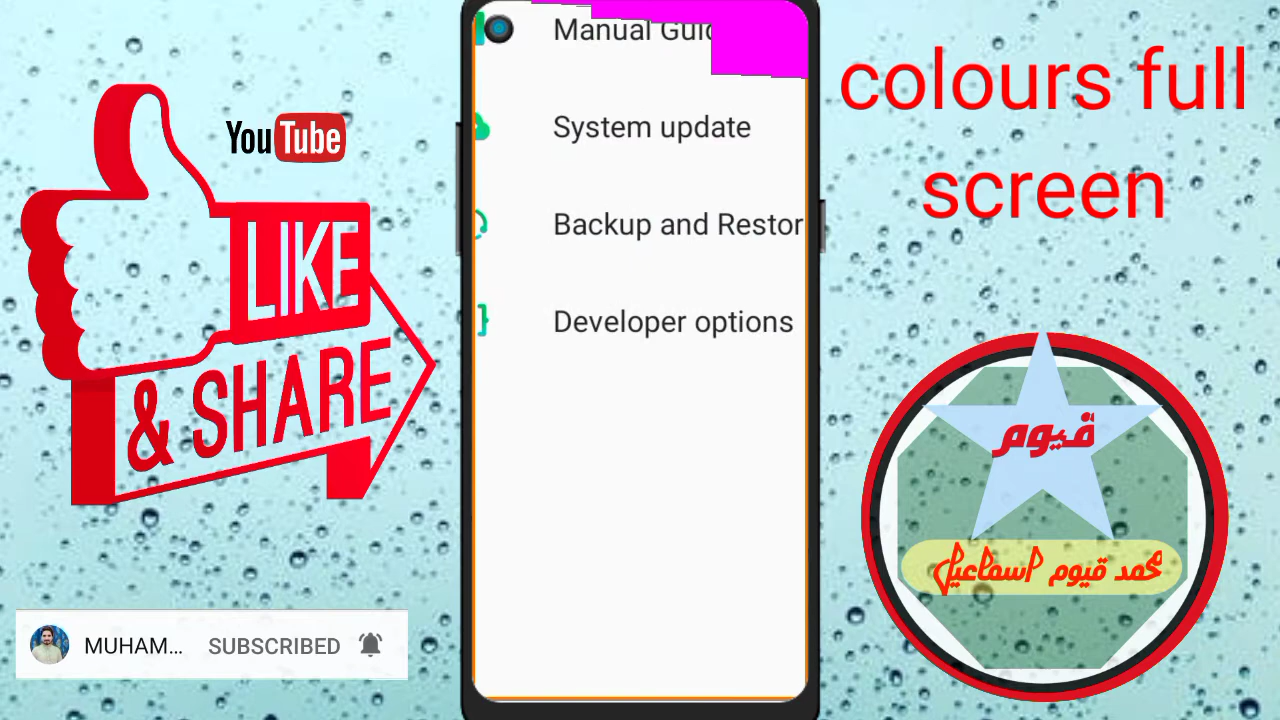 YouTube
LIKE
& SHARE
MUHAM... SUBSCRIBED
Manual Guid
System update
Backup and Restor
Developer options
colours full
screen
قیوم
محمد قیوم اسماعیل